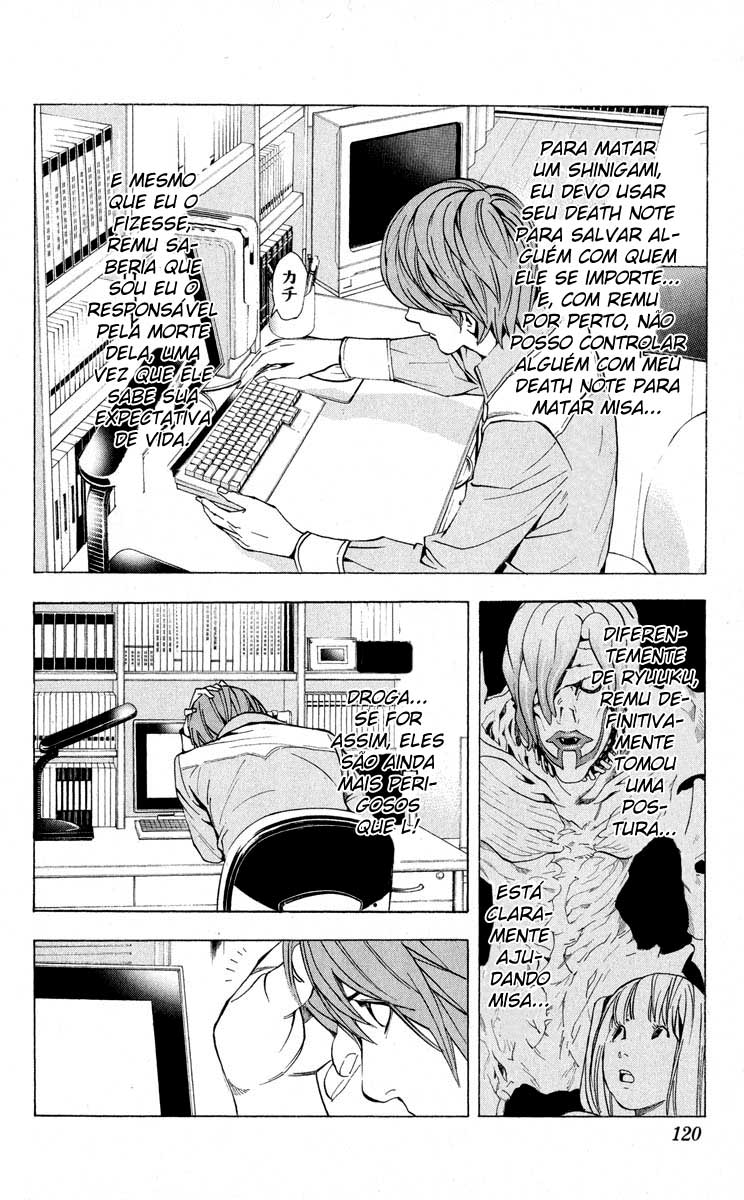 PARA MATAR
UM SHINIGAMI,
EU DEVO USAR
SEU DEATH NOTE
PARA SALVAR AL-
GUÉM COM QUEM
ELE SE IMPORTE...
E, COM REMU
POR PERTO, NÃO
POSSO CONTROLAR
ALGUÉM COM MEU
DEATH NOTE PARA
MATAR MISA...
カチ
E MESMO
QUE EU O
FIZESSE,
REMU SA-
BERIA QUE
SOU EU O
RESPONSÁVEL
PELA MORTE
DELA, UMA
VEZ QUE ELE
SABE SUA
EXPECTATIVA
DE VIDA.
DIFEREN-
TEMENTE
DE RYUUKU,
REMU DE-
FINITIVA-
MENTE
TOMOU
UMA
POS-
TURA...
ESTÁ
CLARA-
MENTE
AJU-
DANDO
MISA...
DROGA...
SE FOR
ASSIM, ELES
SÃO AINDA
MAIS PERI-
GOSOS
QUE L!
120